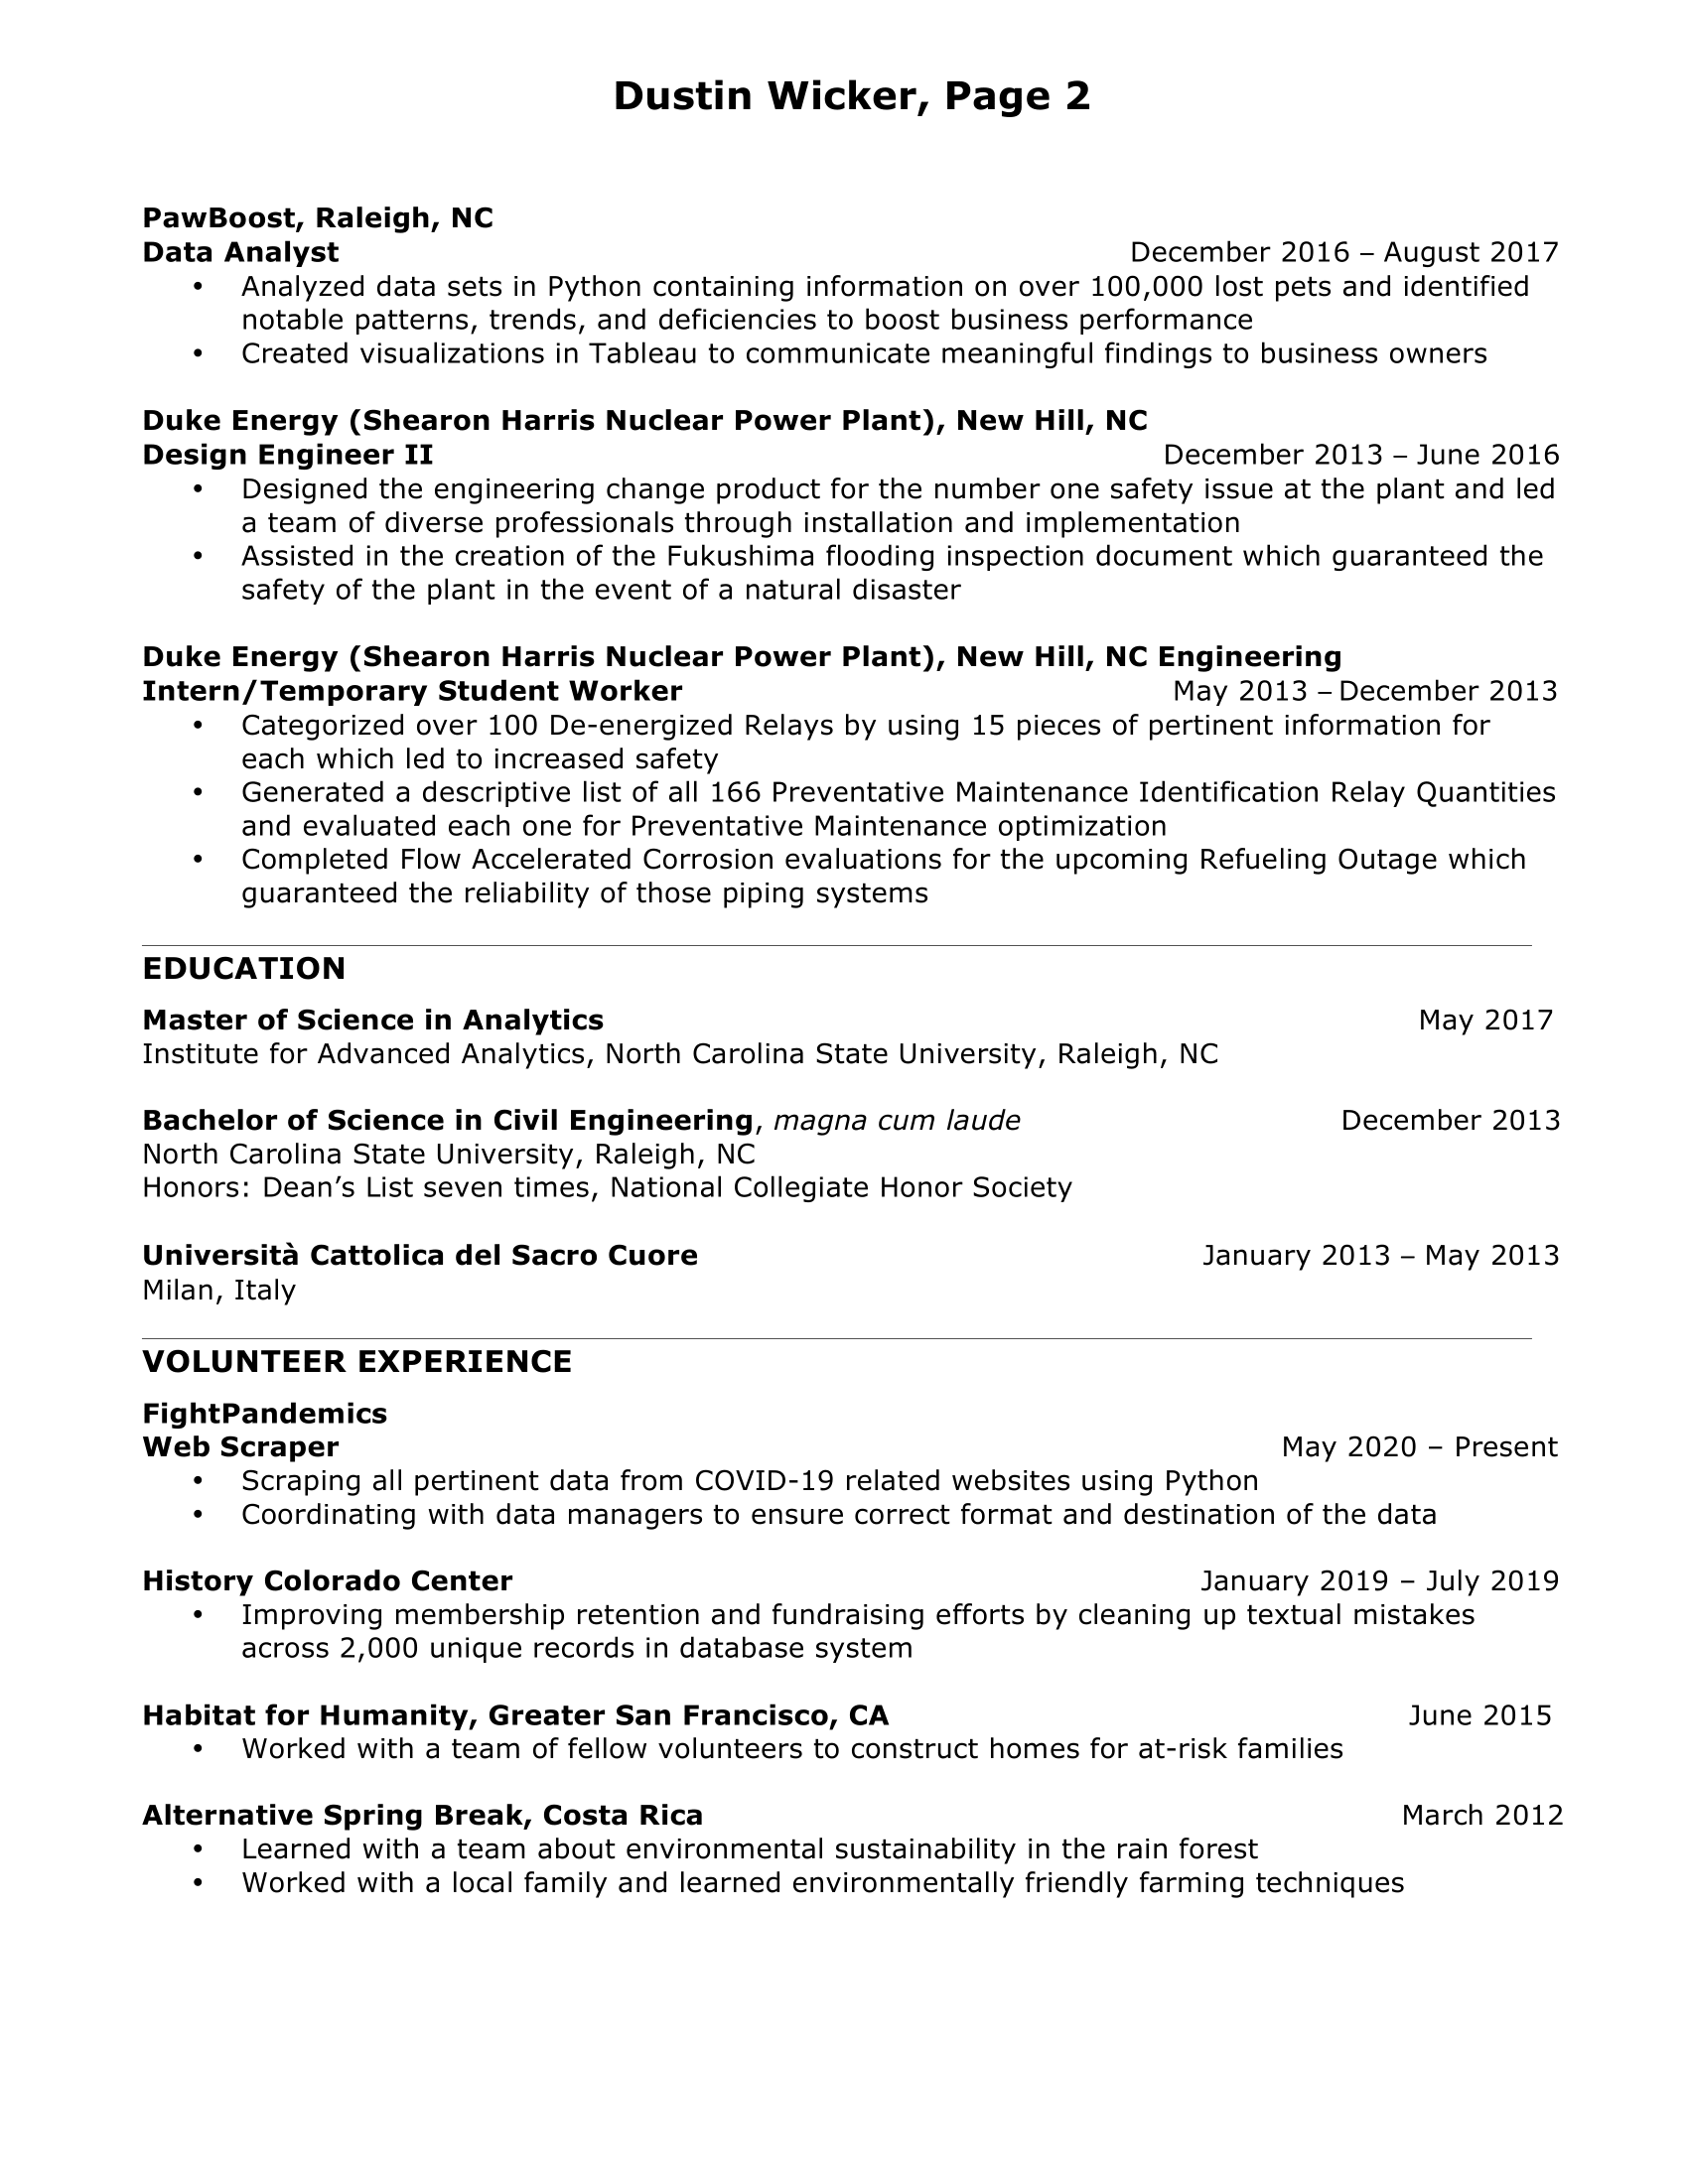 Dustin Wicker, Page 2
PawBoost, Raleigh, NC
Data Analyst December 2016 – August 2017
• Analyzed data sets in Python containing information on over 100,000 lost pets and identified
notable patterns, trends, and deficiencies to boost business performance
• Created visualizations in Tableau to communicate meaningful findings to business owners
Duke Energy (Shearon Harris Nuclear Power Plant), New Hill, NC
Design Engineer II December 2013 – June 2016
• Designed the engineering change product for the number one safety issue at the plant and led
a team of diverse professionals through installation and implementation
• Assisted in the creation of the Fukushima flooding inspection document which guaranteed the
safety of the plant in the event of a natural disaster
Duke Energy (Shearon Harris Nuclear Power Plant), New Hill, NC Engineering
Intern/Temporary Student Worker May 2013 – December 2013
• Categorized over 100 De-energized Relays by using 15 pieces of pertinent information for
each which led to increased safety
• Generated a descriptive list of all 166 Preventative Maintenance Identification Relay Quantities
and evaluated each one for Preventative Maintenance optimization
• Completed Flow Accelerated Corrosion evaluations for the upcoming Refueling Outage which
guaranteed the reliability of those piping systems
EDUCATION
Master of Science in Analytics May 2017
Institute for Advanced Analytics, North Carolina State University, Raleigh, NC
Bachelor of Science in Civil Engineering, magna cum laude December 2013
North Carolina State University, Raleigh, NC
Honors: Dean’s List seven times, National Collegiate Honor Society
Università Cattolica del Sacro Cuore January 2013 – May 2013
Milan, Italy
VOLUNTEER EXPERIENCE
FightPandemics
Web Scraper May 2020 – Present
• Scraping all pertinent data from COVID-19 related websites using Python
• Coordinating with data managers to ensure correct format and destination of the data
History Colorado Center January 2019 – July 2019
• Improving membership retention and fundraising efforts by cleaning up textual mistakes
across 2,000 unique records in database system
Habitat for Humanity, Greater San Francisco, CA June 2015
• Worked with a team of fellow volunteers to construct homes for at-risk families
Alternative Spring Break, Costa Rica March 2012
• Learned with a team about environmental sustainability in the rain forest
• Worked with a local family and learned environmentally friendly farming techniques